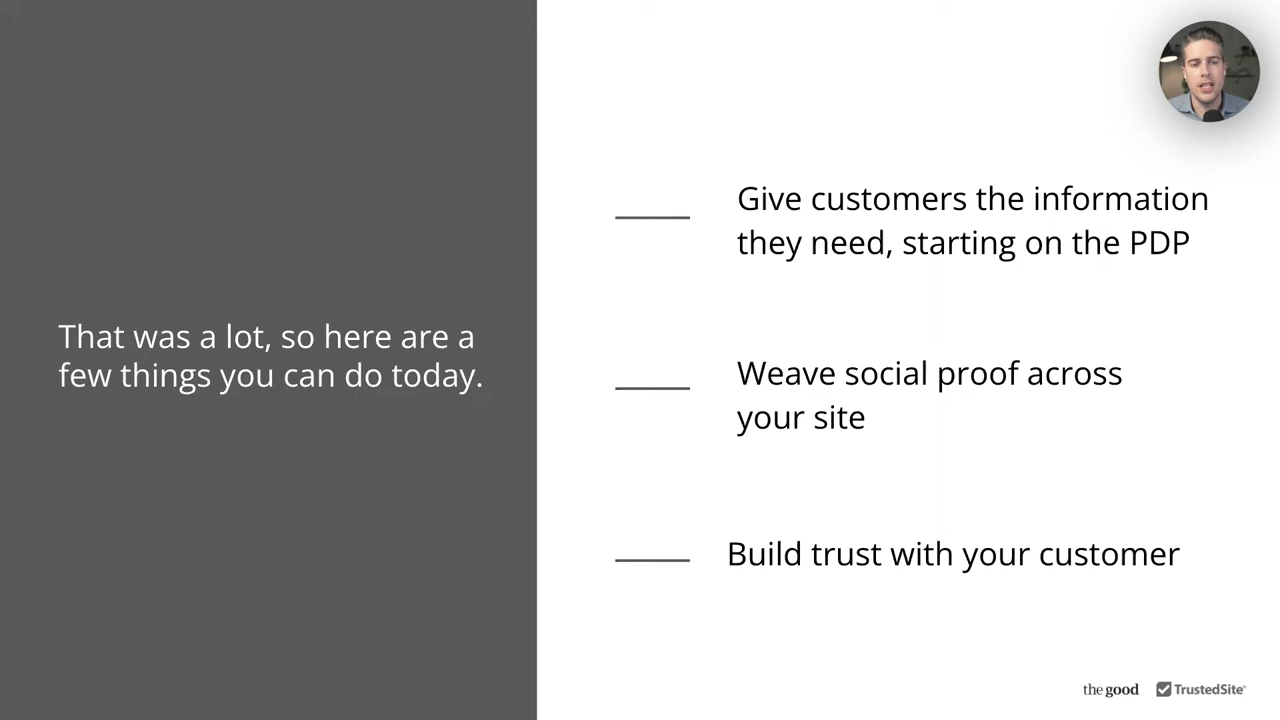 That was a lot, so here are a
few things you can do today.
Give customers the information
they need, starting on the PDP
Weave social proof across
your site
Build trust with your customer
the good
TrustedSite